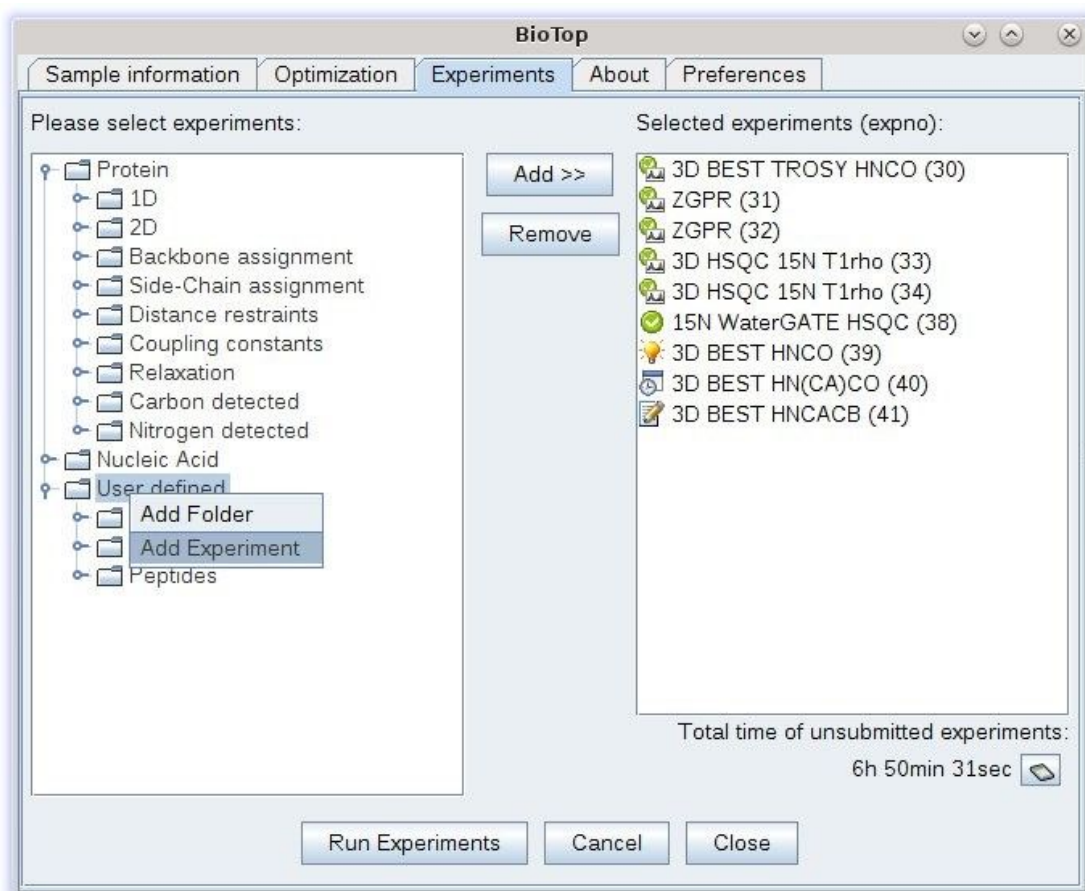 BioTop
Sample information
Optimization
Experiments
About
Preferences
Please select experiments:
Protein
1D
2D
Backbone assignment
Side-Chain assignment
Distance restraints
Coupling constants
Relaxation
Carbon detected
Nitrogen detected
Nucleic Acid
User defined
Add Folder
Add Experiment
Peptides
Add >>
Remove
Selected experiments (expno):
3D BEST TROSY HNCO (30)
ZGPR (31)
ZGPR (32)
3D HSQC 15N T1rho (33)
3D HSQC 15N T1rho (34)
15N WaterGATE HSQC (38)
3D BEST HNCO (39)
3D BEST HN(CA)CO (40)
3D BEST HNCACB (41)
Total time of unsubmitted experiments:
6h 50min 31sec
Run Experiments
Cancel
Close